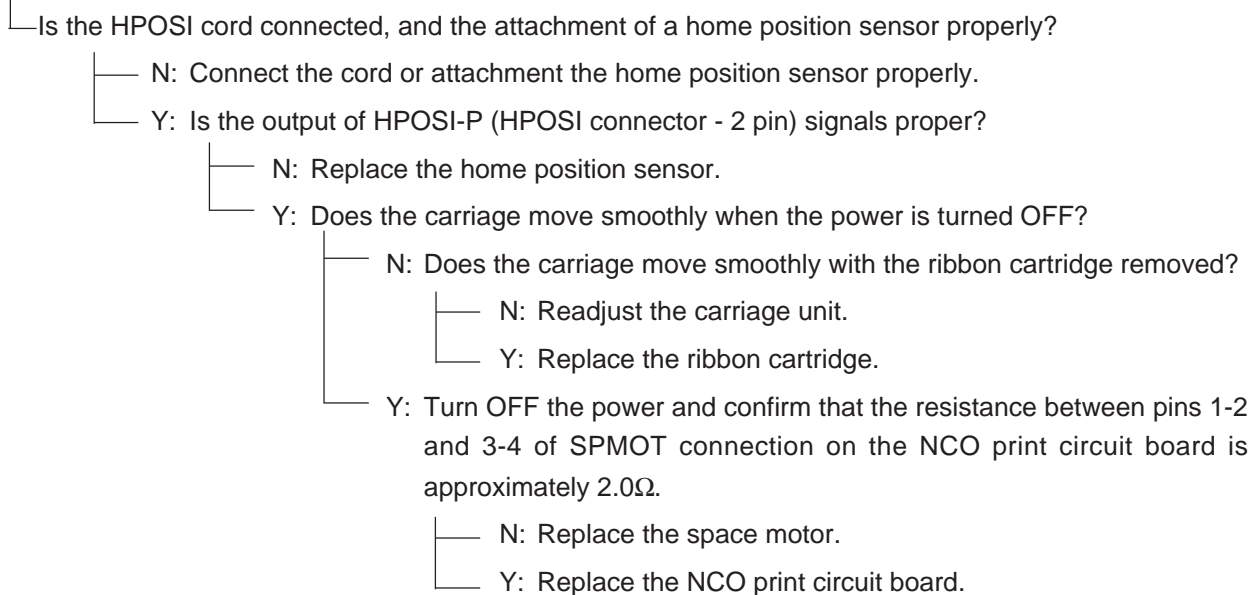 Is the HPOSI cord connected, and the attachment of a home position sensor properly?
N: Connect the cord or attachment the home position sensor properly.
Y: Is the output of HPOSI-P (HPOSI connector - 2 pin) signals proper?
N: Replace the home position sensor.
Y: Does the carriage move smoothly when the power is turned OFF?
N: Does the carriage move smoothly with the ribbon cartridge removed?
N: Readjust the carriage unit.
Y: Replace the ribbon cartridge.
Y: Turn OFF the power and confirm that the resistance between pins 1-2
and 3-4 of SPMOT connection on the NCO print circuit board is
approximately 2.0Ω.
N: Replace the space motor.
Y: Replace the NCO print circuit board.